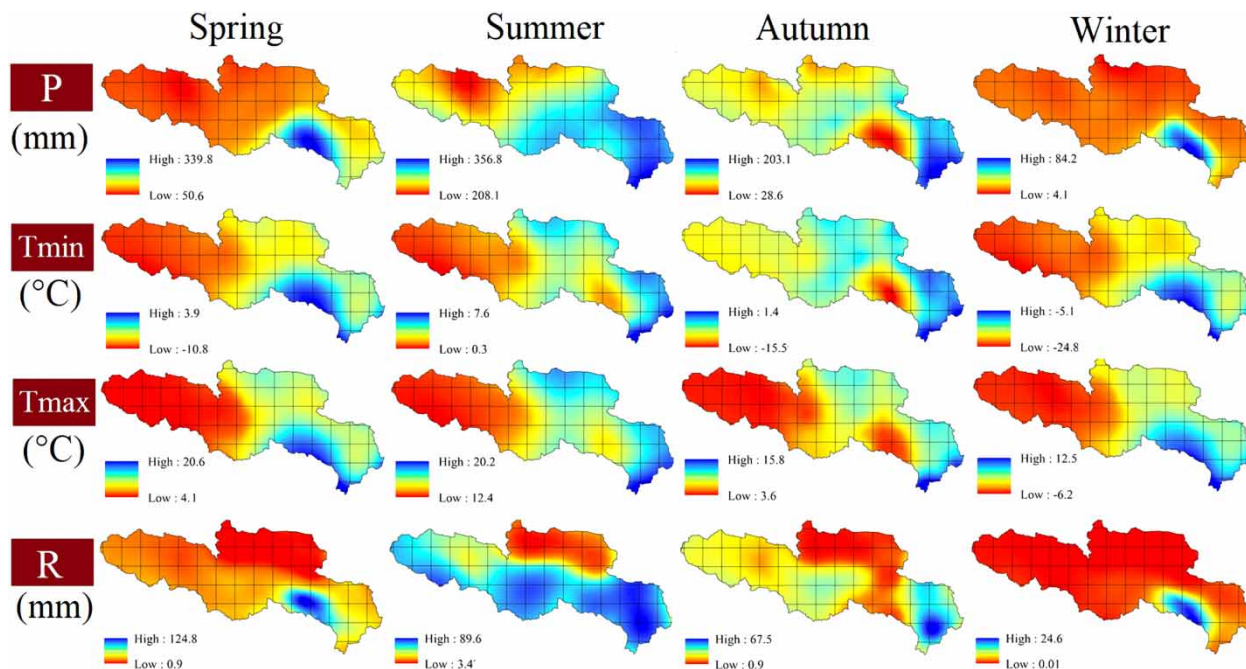 Spring Summer Autumn Winter
P
(mm)
High : 339.8 High : 356.8 High : 203.1 High : 84.2
Low : 50.6 Low : 208.1 Low : 28.6 Low : 4.1
Tmin
(°C)
High : 3.9 High : 7.6 High : 1.4 High : -5.1
Low : -10.8 Low : 0.3 Low : -15.5 Low : -24.8
Tmax
(°C)
High : 20.6 High : 20.2 High : 15.8 High : 12.5
Low : 4.1 Low : 12.4 Low : 3.6 Low : -6.2
R
(mm)
High : 124.8 High : 89.6 High : 67.5 High : 24.6
Low : 0.9 Low : 3.4 Low : 0.9 Low : 0.01